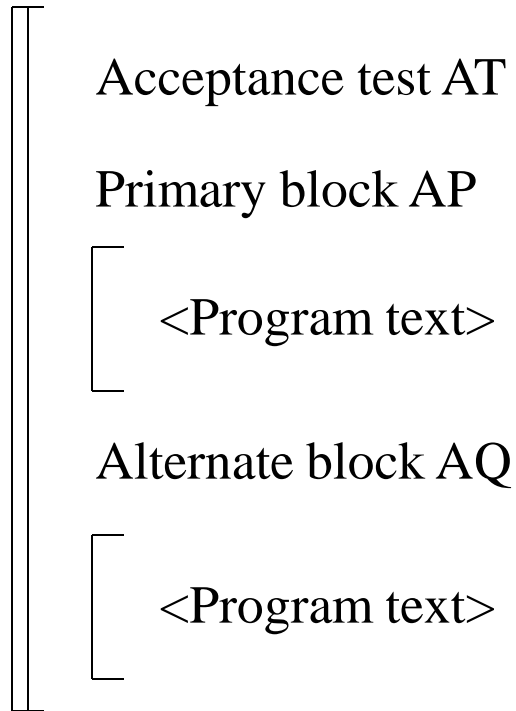 Acceptance test AT
Primary block AP
<Program text>
Alternate block AQ
<Program text>